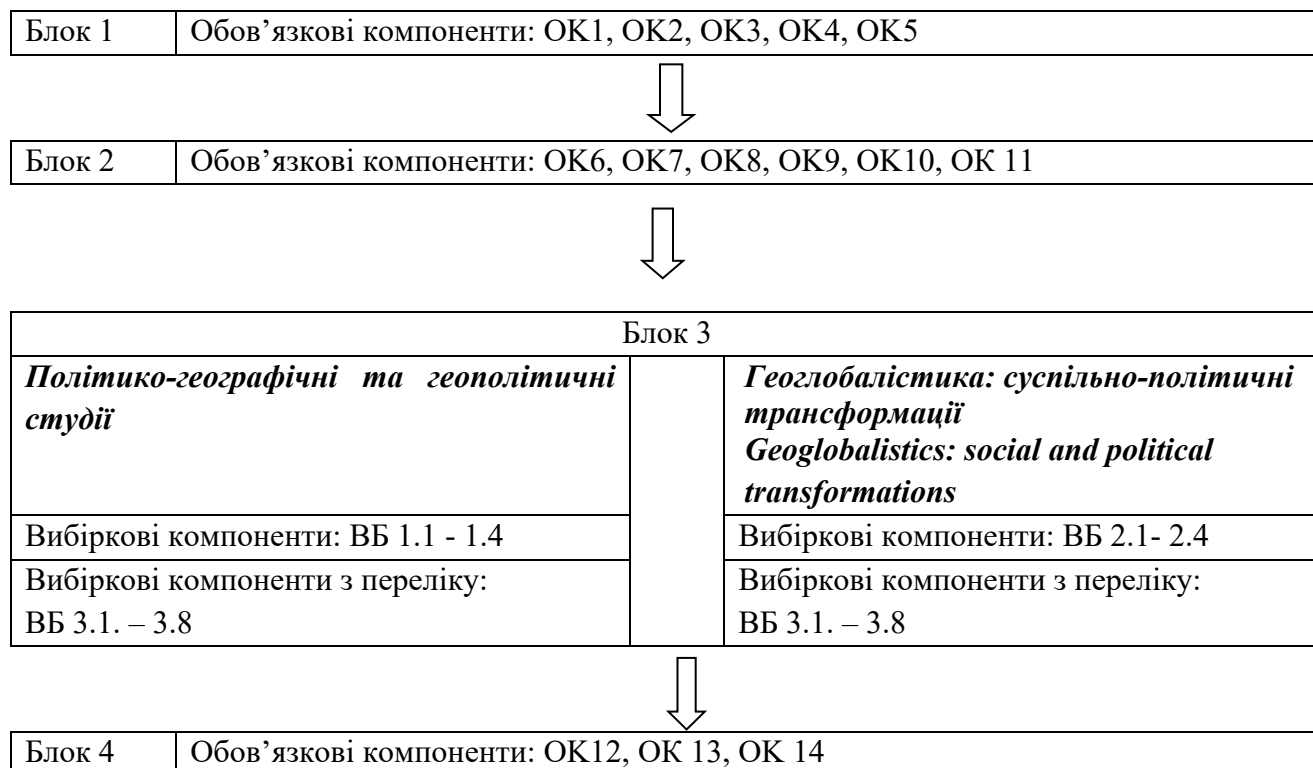 Блок 1 Обов’язкові компоненти: ОК1, ОК2, ОК3, ОК4, ОК5
Блок 2 Обов’язкові компоненти: ОК6, ОК7, ОК8, ОК9, ОК10, ОК 11
Блок 3
Політико-географічні та геополітичні
студії
Вибіркові компоненти: ВБ 1.1 - 1.4
Вибіркові компоненти з переліку:
ВБ 3.1. – 3.8
Геоглобалістика: суспільно-політичні
трансформації
Geoglobalistics: social and political
transformations
Вибіркові компоненти: ВБ 2.1- 2.4
Вибіркові компоненти з переліку:
ВБ 3.1. – 3.8
Блок 4 Обов’язкові компоненти: ОК12, ОК 13, ОК 14